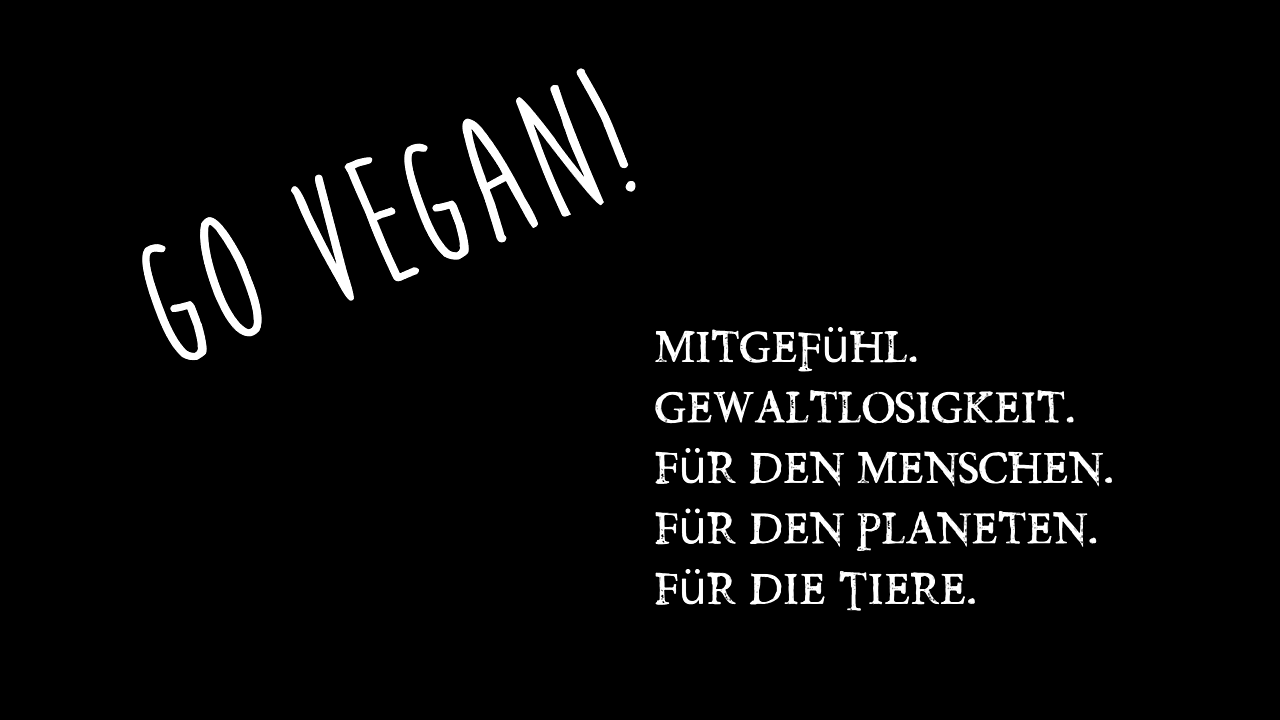 GO VEGAN!
MITGEFÜHL.
GEWALTLOSIGKEIT.
FÜR DEN MENSCHEN.
FÜR DEN PLANETEN.
FÜR DIE TIERE.